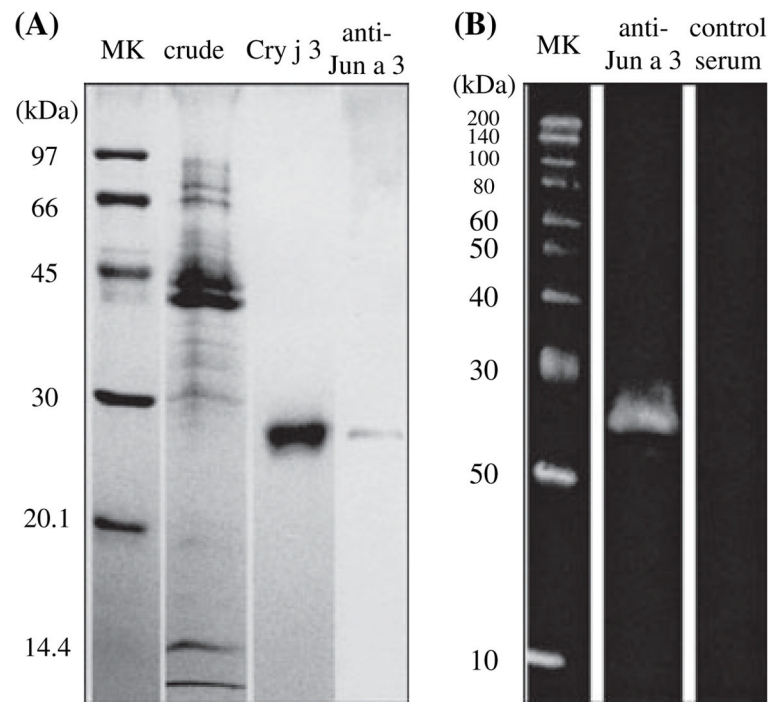 (A)
MK crude Cry j 3 anti-
Jun a 3
(kDa)
97
66
45
30
20.1
14.4
(B)
MK anti- control
Jun a 3 serum
(kDa)
200
140
100
80
60
50
40
30
50
10